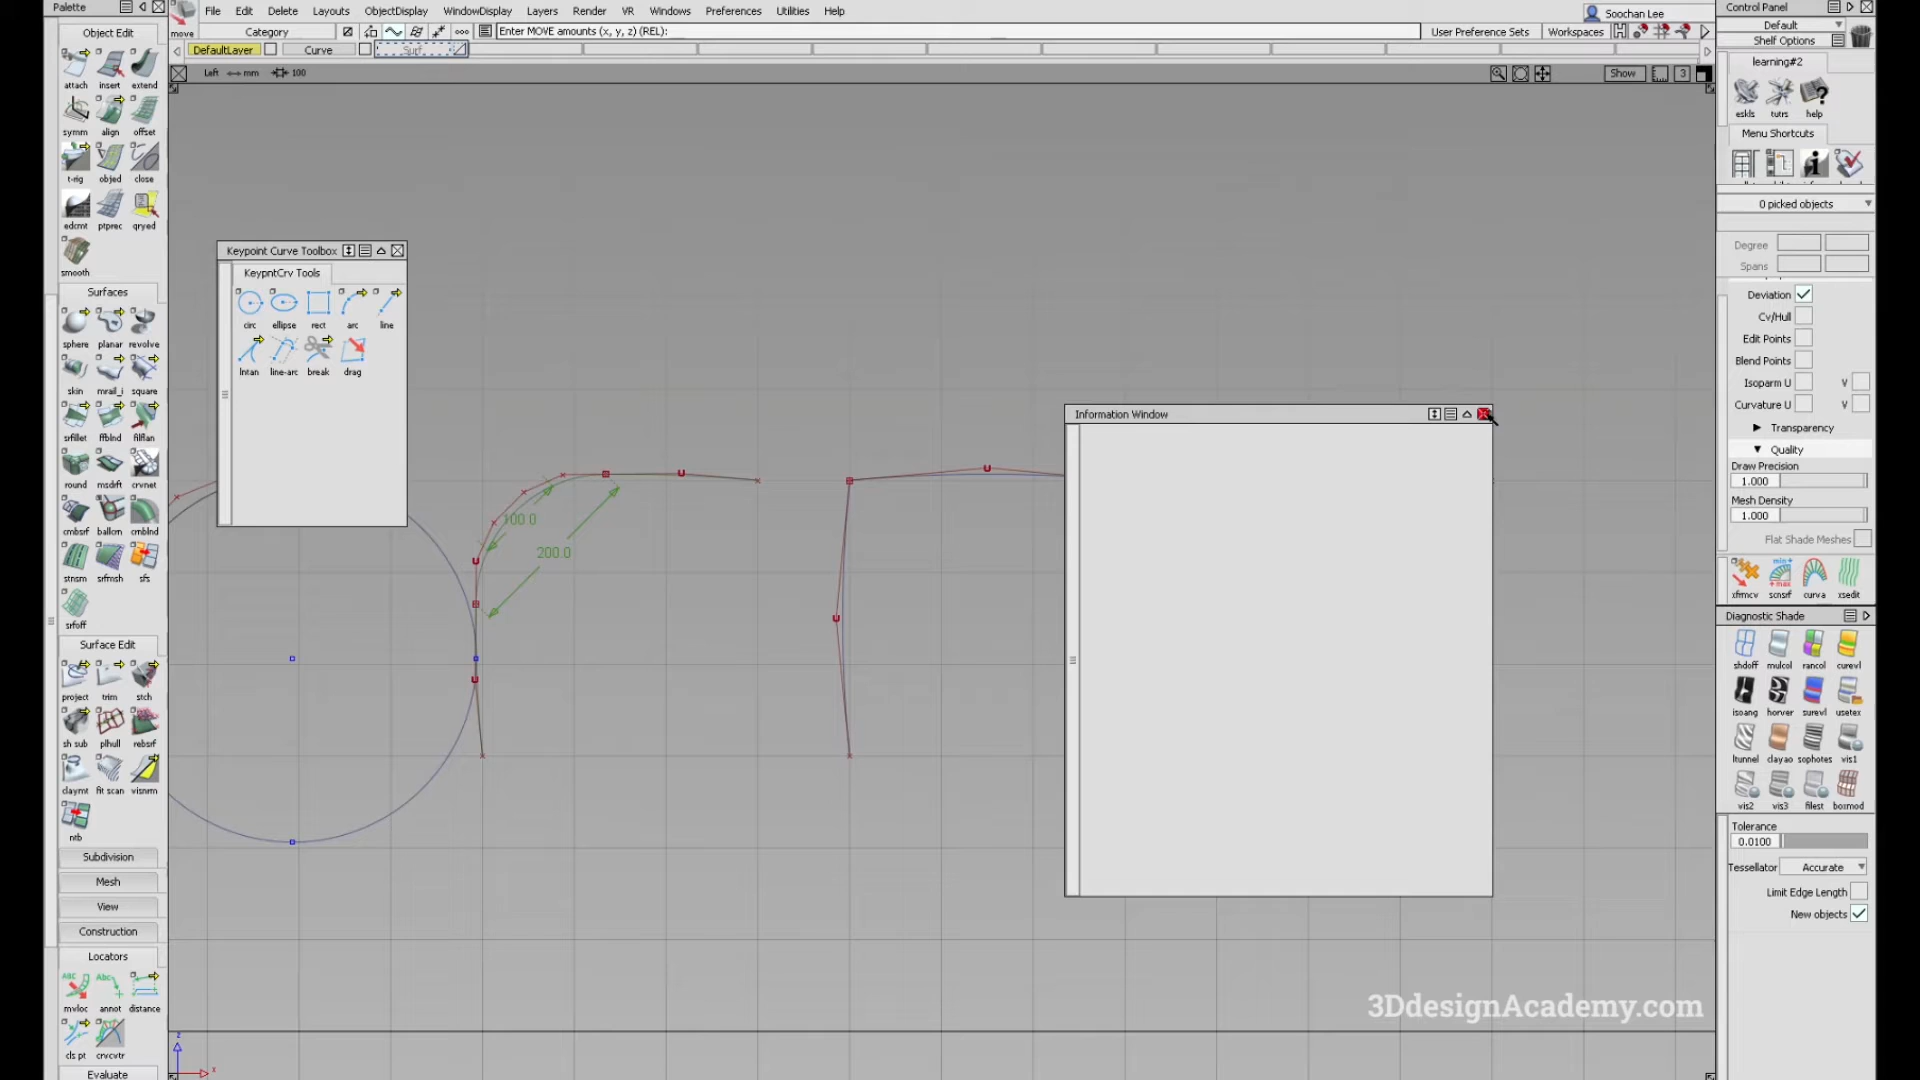 Palette
Object Edit
attach insert extend
symm align offset
t-rig objed close
edcmt ptprec qryed
smooth
Surfaces
sphere planar revolve
skin mrail_i square
srfillet ffblnd filflan
round msdrft crvnet
cmbsrf ballcrn cmblnd
stnsm srfmsh sfs
srfoff
Surface Edit
project trim stch
sh sub plhull rebsrf
claymt fit scan visnrm
ntb
Subdivision
Mesh
View
Construction
Locators
mvloc annot distance
cls pt crvcvtr
Evaluate
move
File Edit Delete Layouts ObjectDisplay WindowDisplay Layers Render VR Windows Preferences Utilities Help
Soochan Lee
Category
Enter MOVE amounts (x, y, z) (REL):
User Preference Sets Workspaces
DefaultLayer Curve
Left mm 100
Show 3
Keypoint Curve Toolbox
KeypntCrv Tools
circ ellipse rect arc line
lntan line-arc break drag
100.0
200.0
Information Window
z
x
3DdesignAcademy.com
Control Panel
Default
Shelf Options
learning#2
eskls tutrs help
Menu Shortcuts
0 picked objects
Degree
Spans
Deviation
Cv/Hull
Edit Points
Blend Points
Isoparm U V
Curvature U V
Transparency
Quality
Draw Precision
1.000
Mesh Density
1.000
Flat Shade Meshes
xfrmcv scnsrf curva xsedit
Diagnostic Shade
shdoff mulcol rancol curevl
isoang horver surevl usetex
ltunnel clayao sophotes vis1
vis2 vis3 filest boxmod
Tolerance
0.0100
Tessellator Accurate
Limit Edge Length
New objects